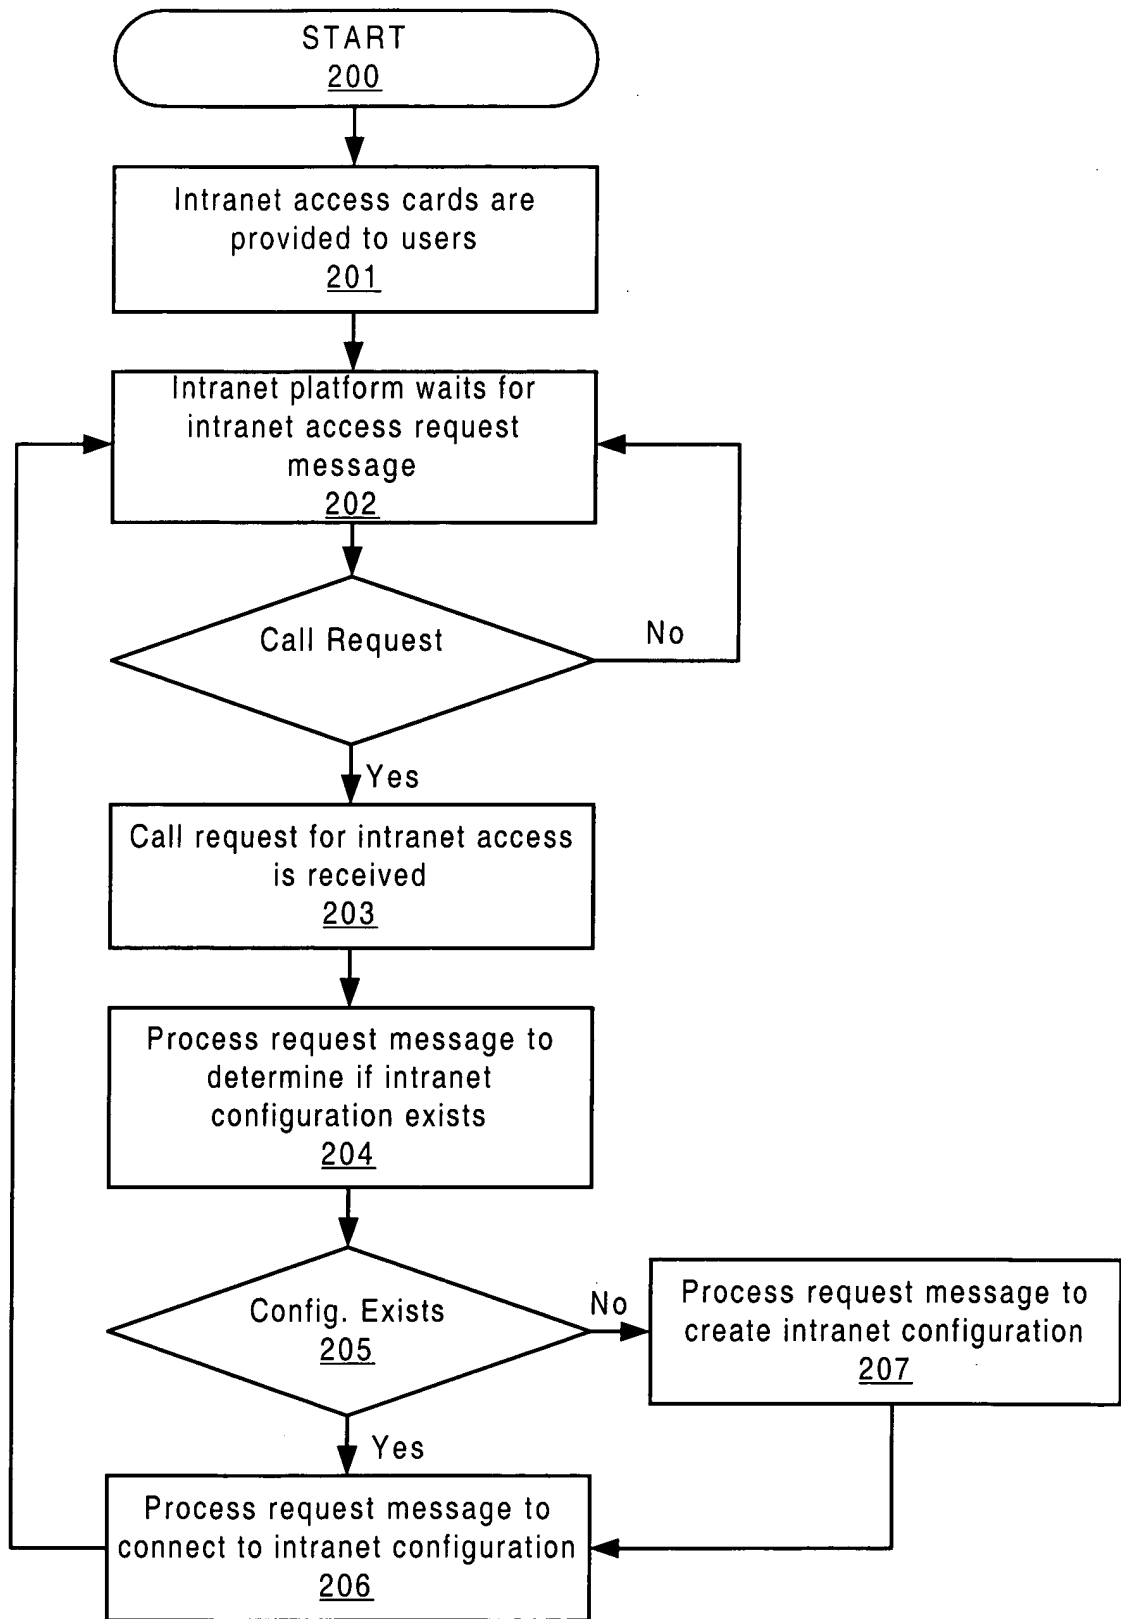 START
200
Intranet access cards are
provided to users
201
Intranet platform waits for
intranet access request
message
202
Call Request
No
Yes
Call request for intranet access
is received
203
Process request message to
determine if intranet
configuration exists
204
Config. Exists
205
No
Process request message to
create intranet configuration
207
Yes
Process request message to
connect to intranet configuration
206